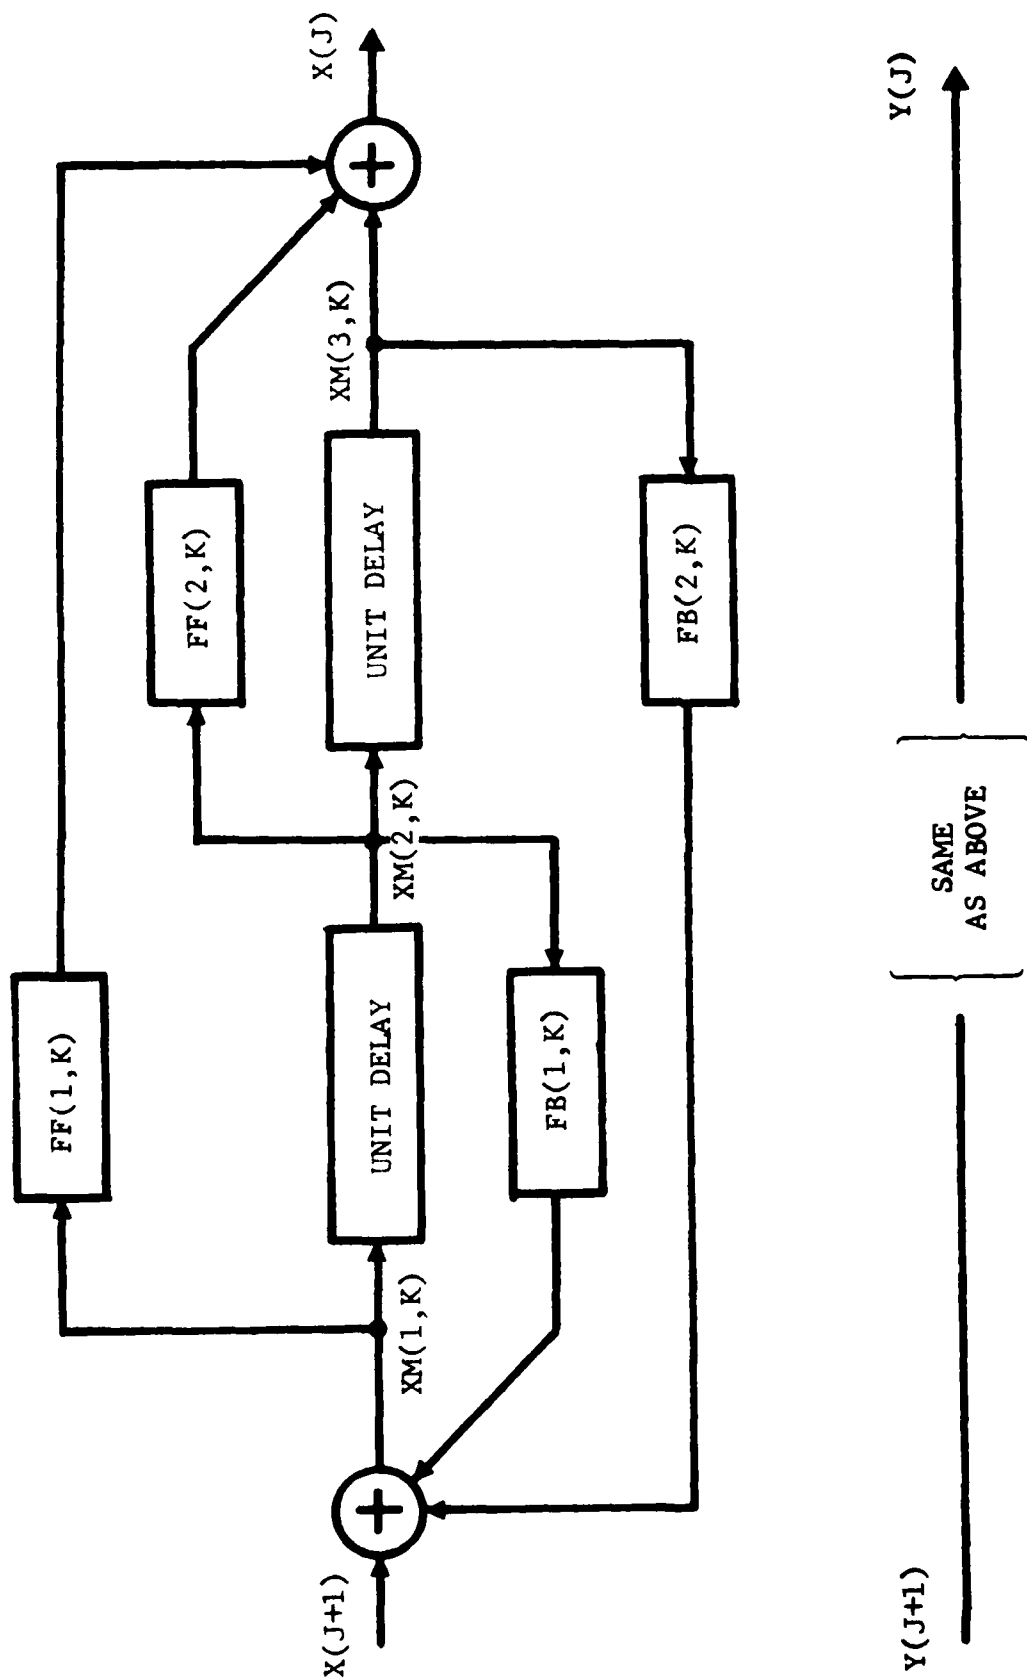 FF(1,K)
FF(2,K)
X(J+1)
XM(1,K)
UNIT DELAY
XM(2,K)
UNIT DELAY
XM(3,K)
X(J)
+
+
FB(1,K)
FB(2,K)
Y(J+1)
SAME
AS ABOVE
Y(J)